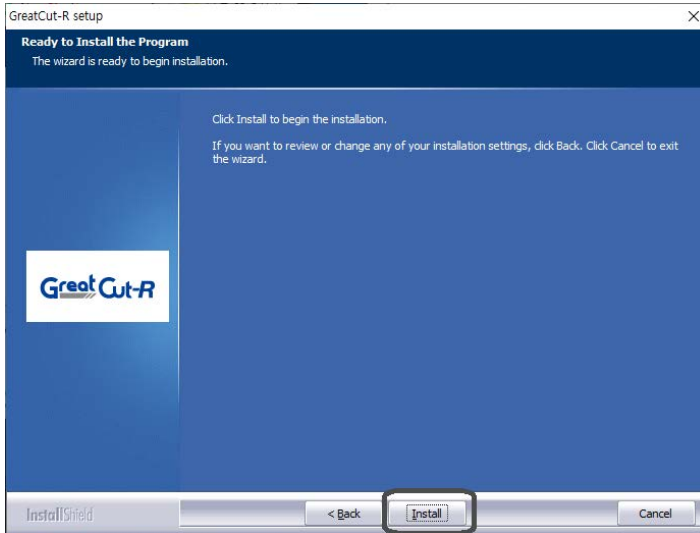 GreatCut-R setup
Ready to Install the Program
The wizard is ready to begin installation.
Click Install to begin the installation.
If you want to review or change any of your installation settings, click Back. Click Cancel to exit
the wizard.
Great Cut-R
InstallShield
< Back
Install
Cancel